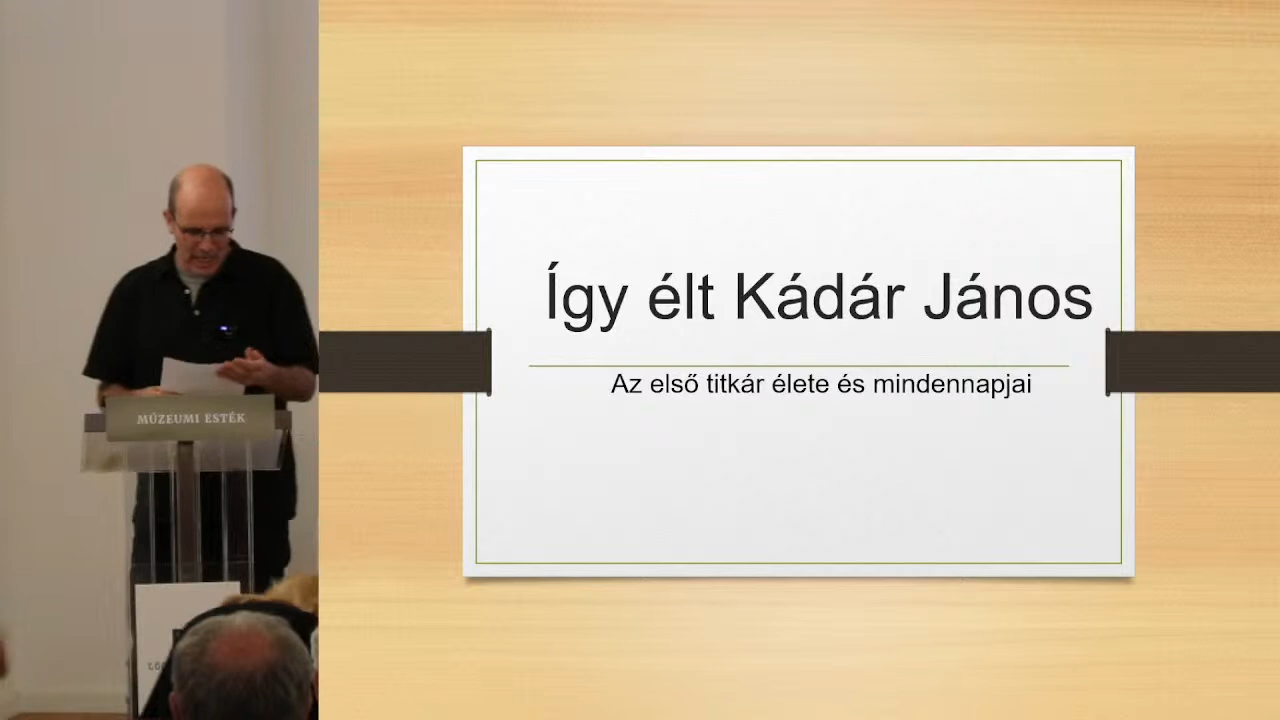 MÚZEUMI ESTÉK
Így élt Kádár János
Az első titkár élete és mindennapjai